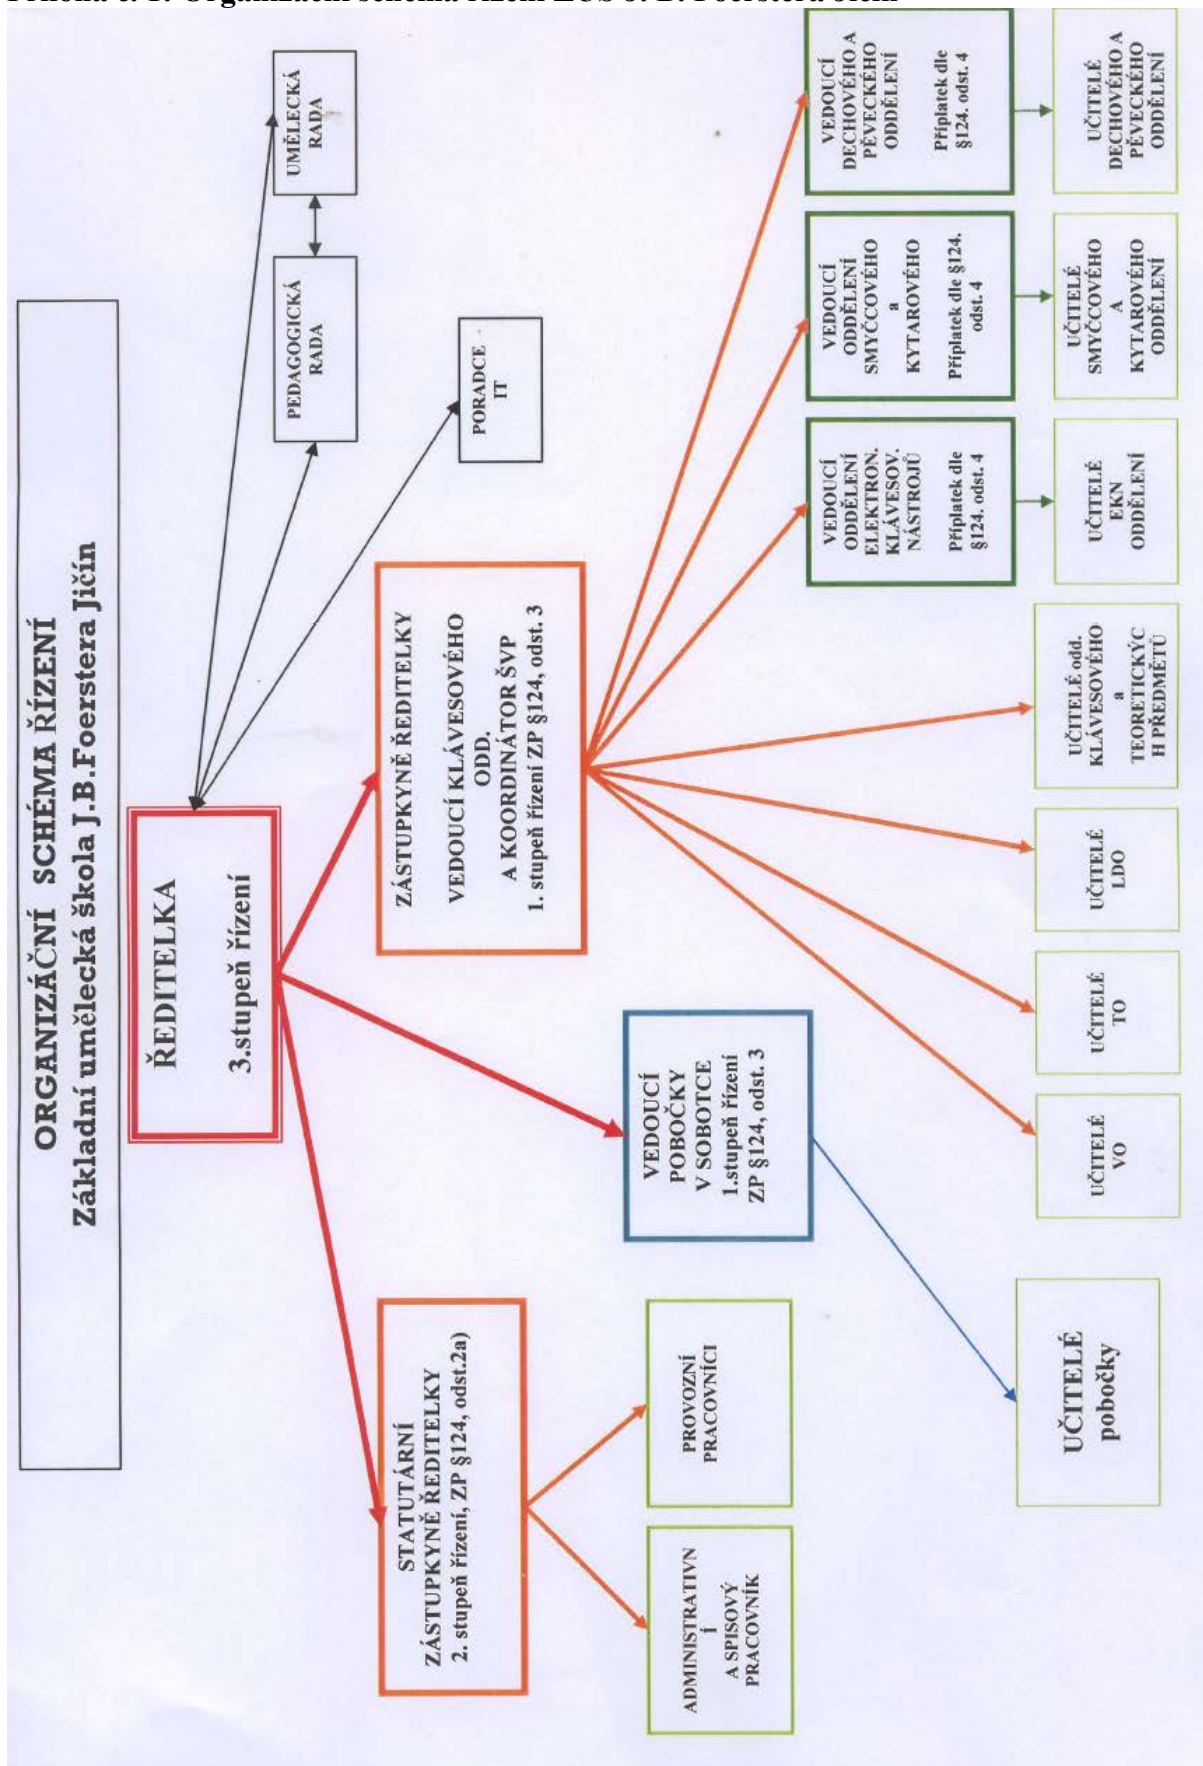 ORGANIZÁČNÍ SCHÉMA ŘÍZENÍ
Základní umělecká škola J.B.Foerstera Jičín
ŘEDITELKA
3.stupeň řízení
UMĚLECKÁ
RADA
PEDAGOGICKÁ
RADA
PORADCE
IT
STATUTÁRNÍ
ZÁSTUPKYNĚ ŘEDITELKY
2. stupeň řízení, ZP §124, odst.2a)
ZÁSTUPKYNĚ ŘEDITELKY
VEDOUCÍ KLÁVESOVÉHO
ODD.
A KOORDINÁTOR ŠVP
1. stupeň řízení ZP §124, odst. 3
VEDOUCÍ
POBOČKY
V SOBOTCE
1.stupeň řízení
ZP §124, odst. 3
ADMINISTRATIVN
Í
A SPISOVÝ
PRACOVNÍK
PROVOZNÍ
PRACOVNÍCI
VEDOUCÍ
ODDĚLENÍ
ELEKTRON.
KLÁVESOV.
NÁSTROJŮ
Příplatek dle
§124. odst. 4
VEDOUCÍ
ODDĚLENÍ
SMYČCOVÉHO
a
KYTAROVÉHO
Příplatek dle §124.
odst. 4
VEDOUCÍ
DECHOVÉHO A
PĚVECKÉHO
ODDĚLENÍ
Příplatek dle
§124. odst. 4
UČITELÉ
pobočky
UČITELÉ
VO
UČITELÉ
TO
UČITELÉ
LDO
UČITELÉ odd.
KLÁVESOVÉHO
a
TEORETICKÝC
H PŘEDMĚTŮ
UČITELÉ
EKN
ODDĚLENÍ
UČITELÉ
SMYČCOVÉHO
A
KYTAROVÉHO
ODDĚLENÍ
UČITELÉ
DECHOVÉHO A
PĚVECKÉHO
ODDĚLENÍ